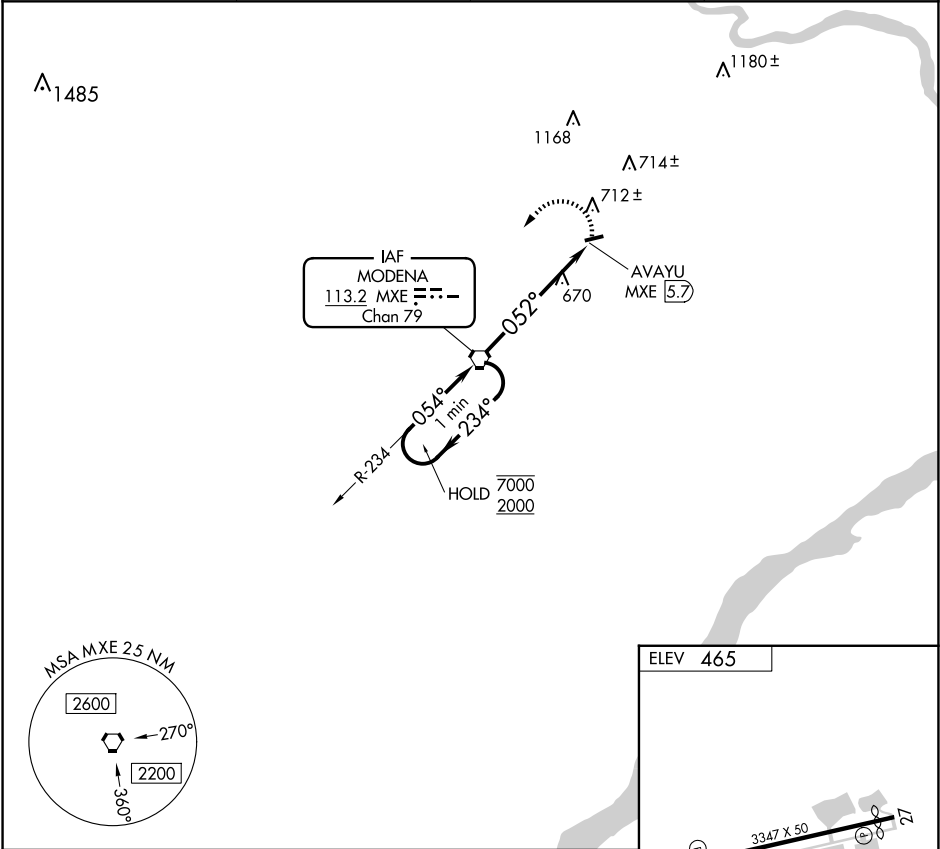 1485
1180±
1168
714±
712±
IAF
MODENA
113.2 MXE
Chan 79
AVAYU
MXE 5.7
670
052°
054°
1 min
234°
R-234
HOLD 7000
2000
MSA MXE 25 NM
2600
270°
2200
360°
ELEV 465
3347 X 50
27
P